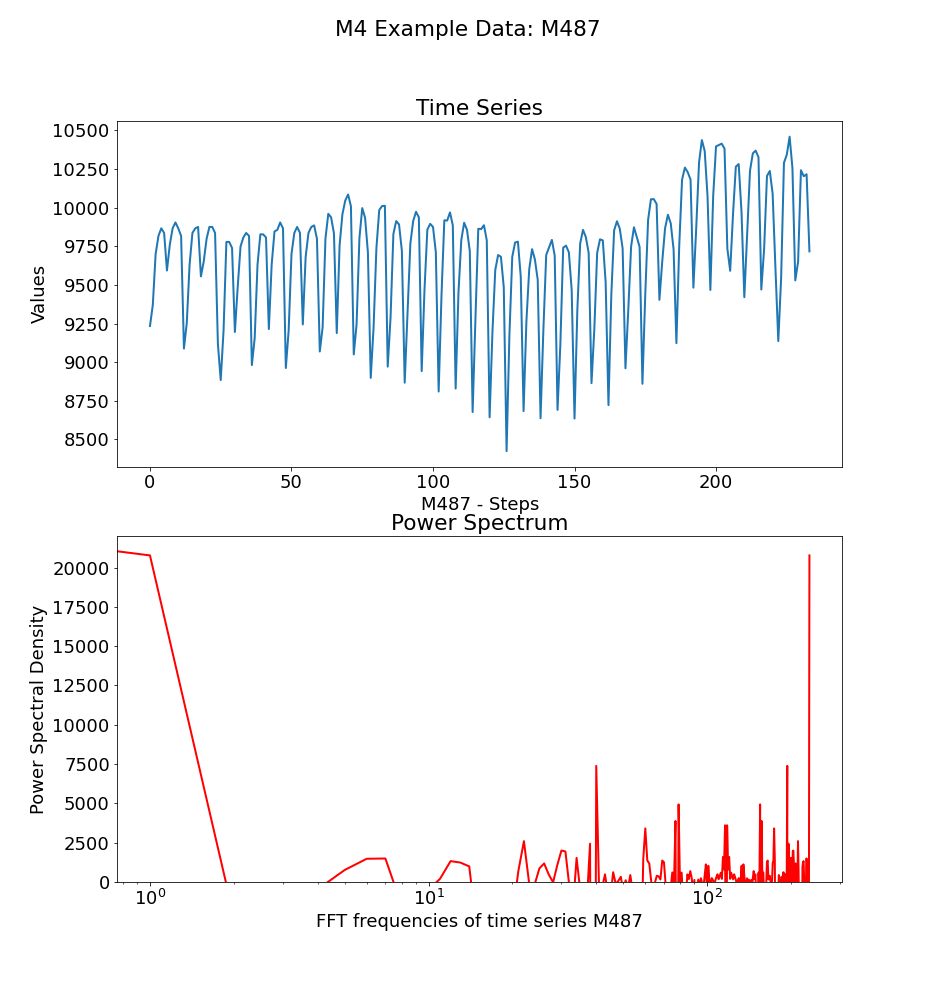 M4 Example Data: M487
Time Series
10500
10250
10000
9750
9500
9250
9000
8750
8500
Values
0 50 100 150 200
M487 - Steps
Power Spectrum
20000
17500
15000
12500
10000
7500
5000
2500
0
Power Spectral Density
10⁰ 10¹ 10²
FFT frequencies of time series M487